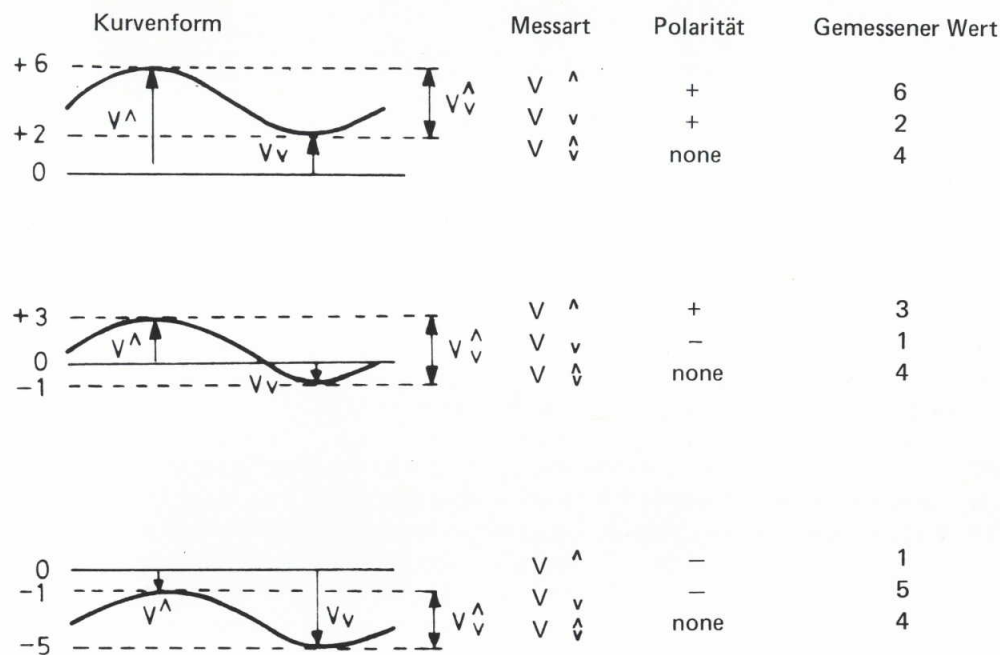 Kurvenform Messart Polarität Gemessener Wert
+6 V^ V^v V ^ + 6
+2 Vv V v + 2
0 V ^v none 4
+3 V^ V^v V ^ + 3
0 Vv V v − 1
−1 V ^v none 4
0 V ^ − 1
−1 V^ Vv V^v V v − 5
−5 V ^v none 4